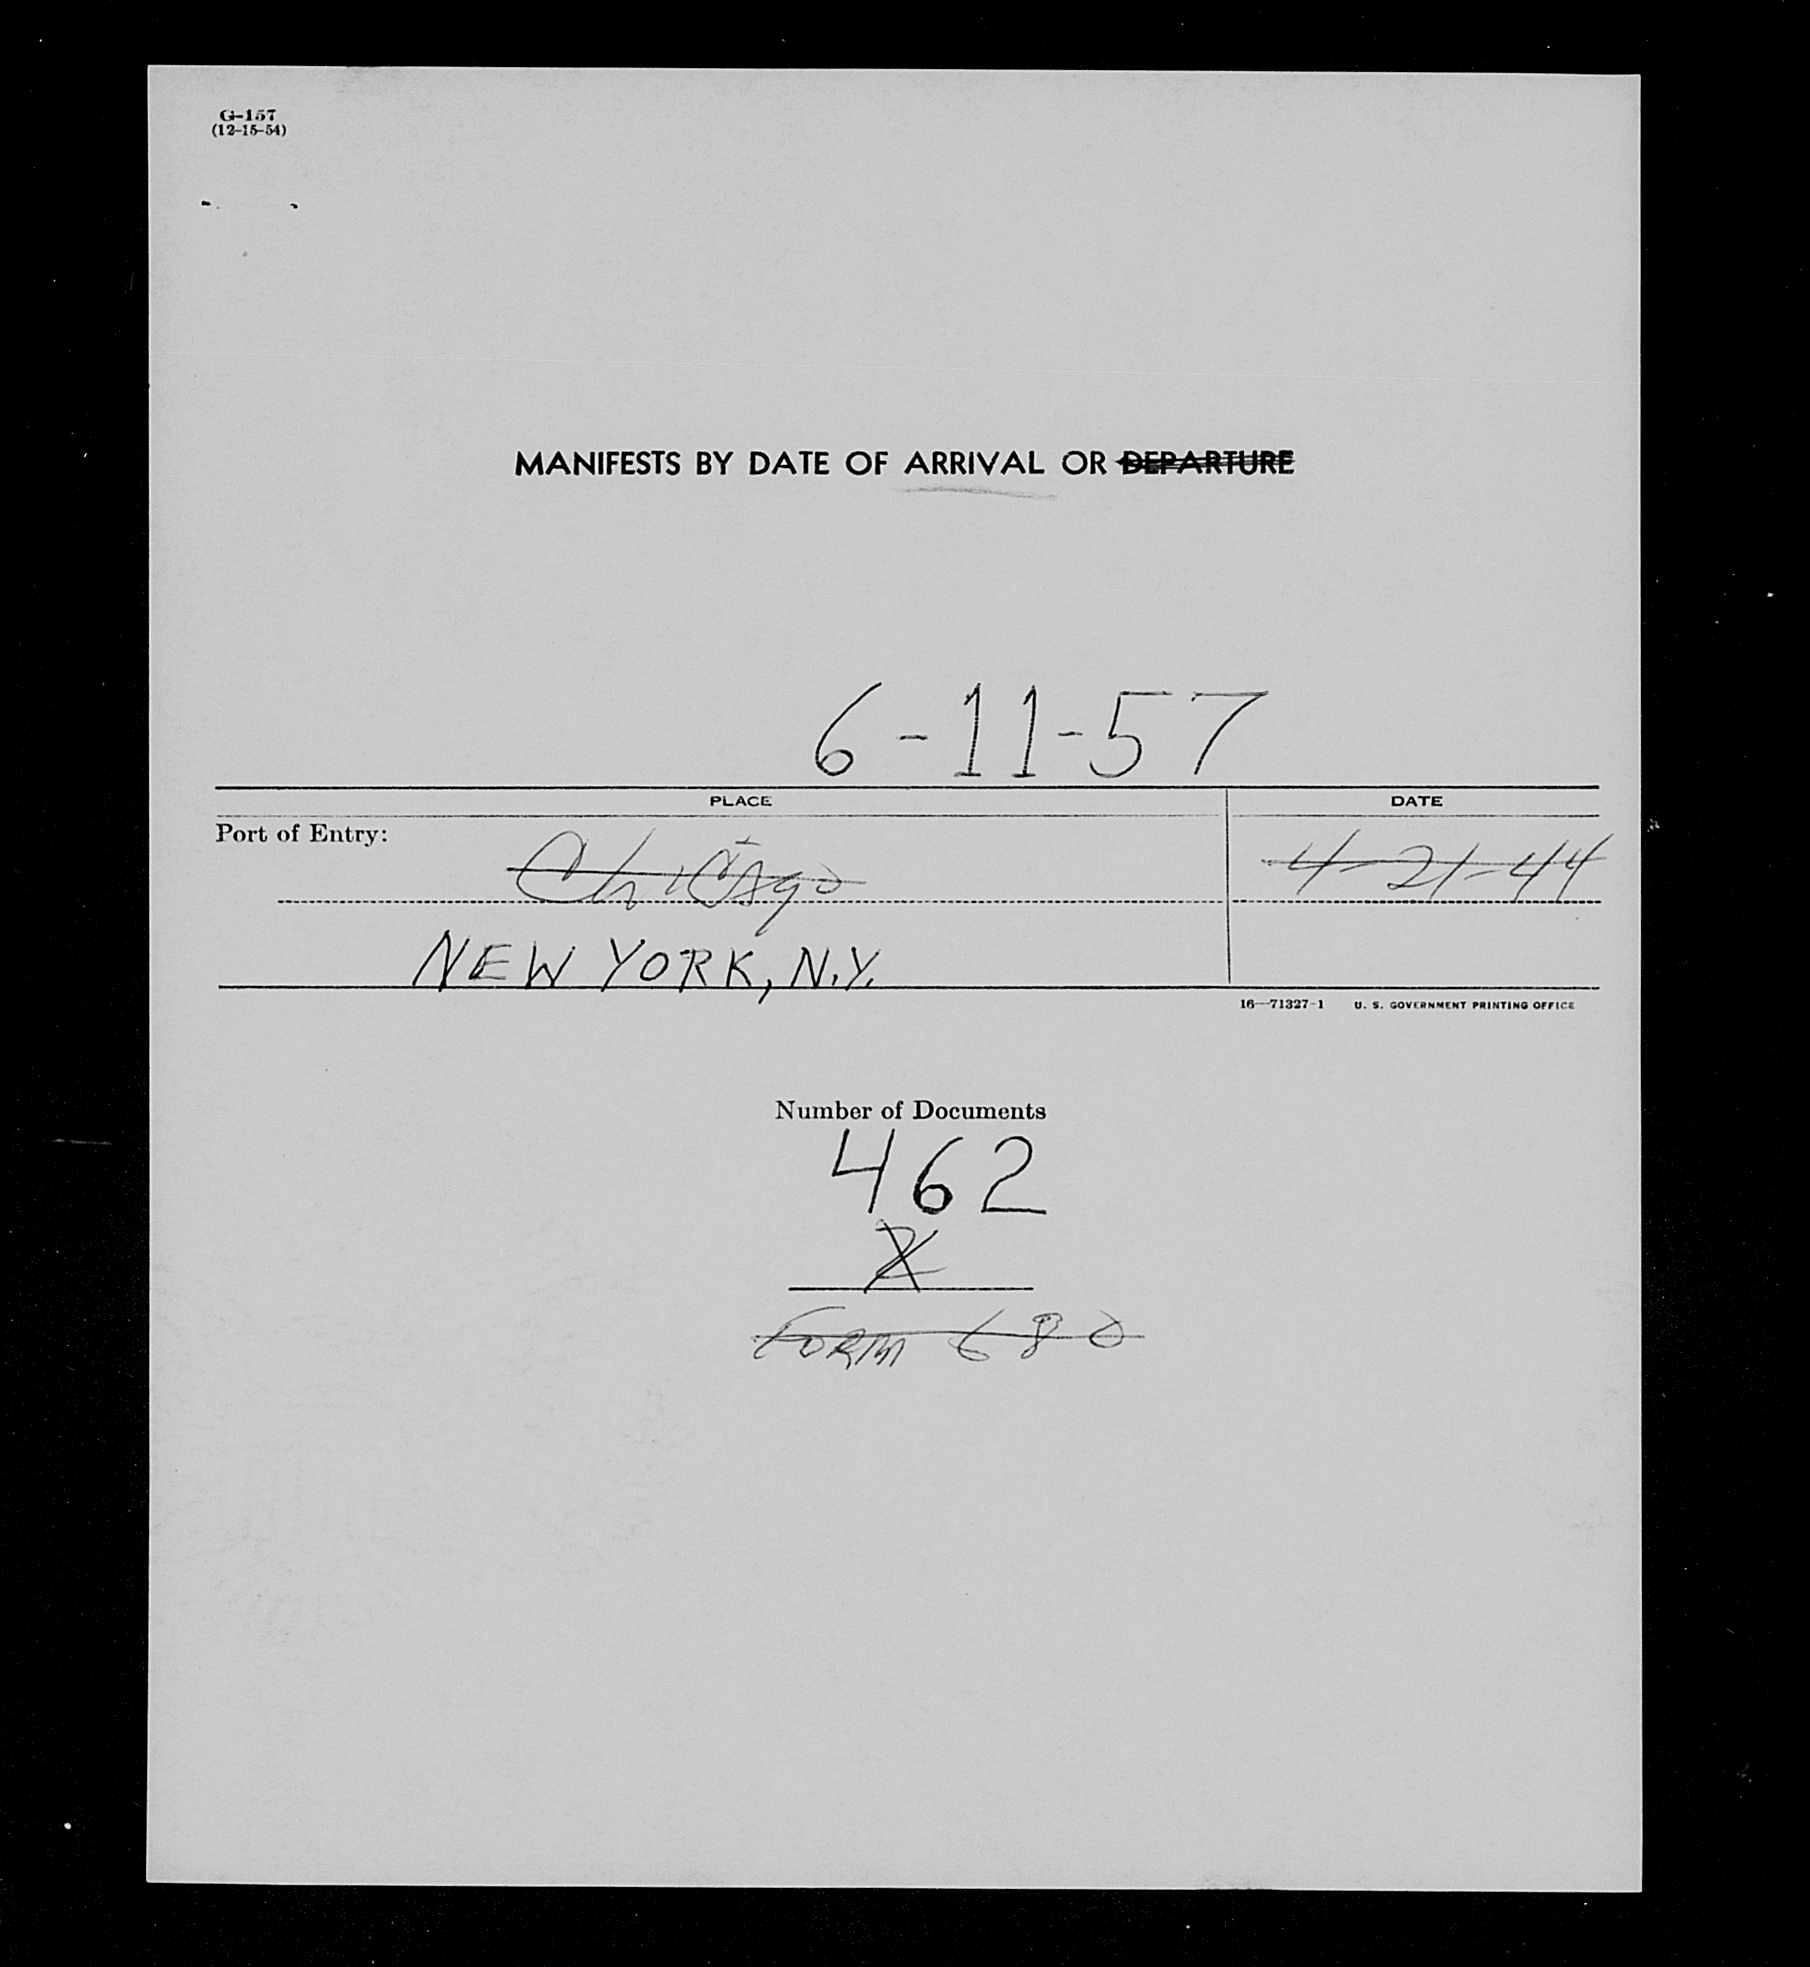 G-157
(12-15-54)
MANIFESTS BY DATE OF ARRIVAL OR DEPARTURE
6-11-57
PLACE DATE
Port of Entry:
Chicago 4-21-44
NEW YORK, N.Y.
16—71327-1 U. S. GOVERNMENT PRINTING OFFICE
Number of Documents
462
2
FORM 680